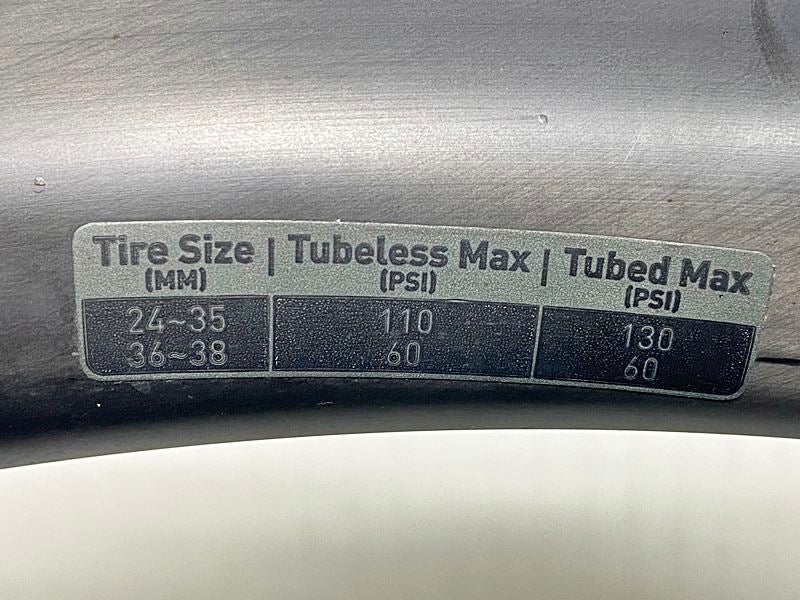 Tire Size | Tubeless Max | Tubed Max
(MM) (PSI) (PSI)
24~35 110 130
36~38 60 60